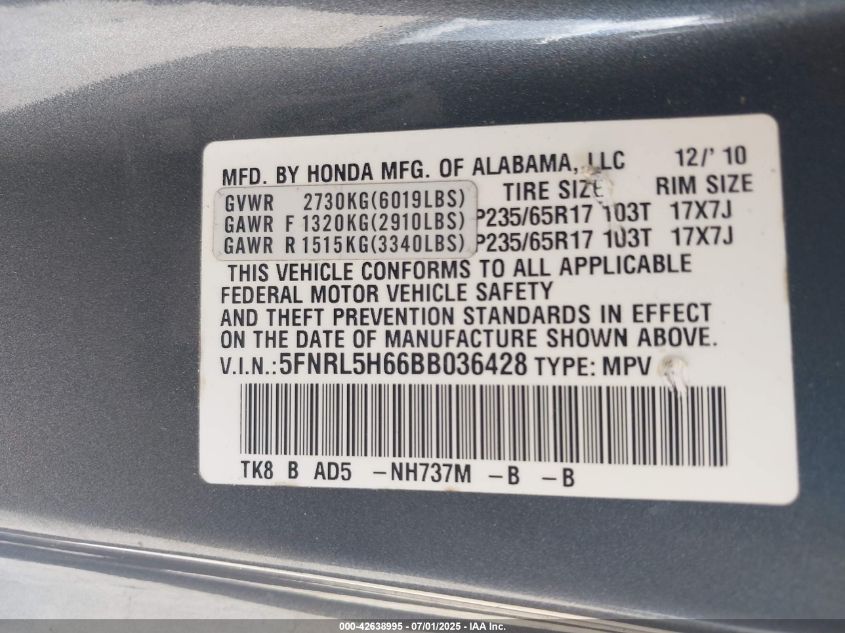 MFD. BY HONDA MFG. OF ALABAMA, LLC 12/' 10
GVWR 2730KG(6019LBS) TIRE SIZE RIM SIZE
GAWR F 1320KG(2910LBS) P235/65R17 103T 17X7J
GAWR R 1515KG(3340LBS) P235/65R17 103T 17X7J
THIS VEHICLE CONFORMS TO ALL APPLICABLE
FEDERAL MOTOR VEHICLE SAFETY
AND THEFT PREVENTION STANDARDS IN EFFECT
ON THE DATE OF MANUFACTURE SHOWN ABOVE.
V.I.N.:5FNRL5H66BB036428 TYPE: MPV
TK8 B AD5 -NH737M -B -B
000-42638995 - 07/01/2025 - IAA Inc.